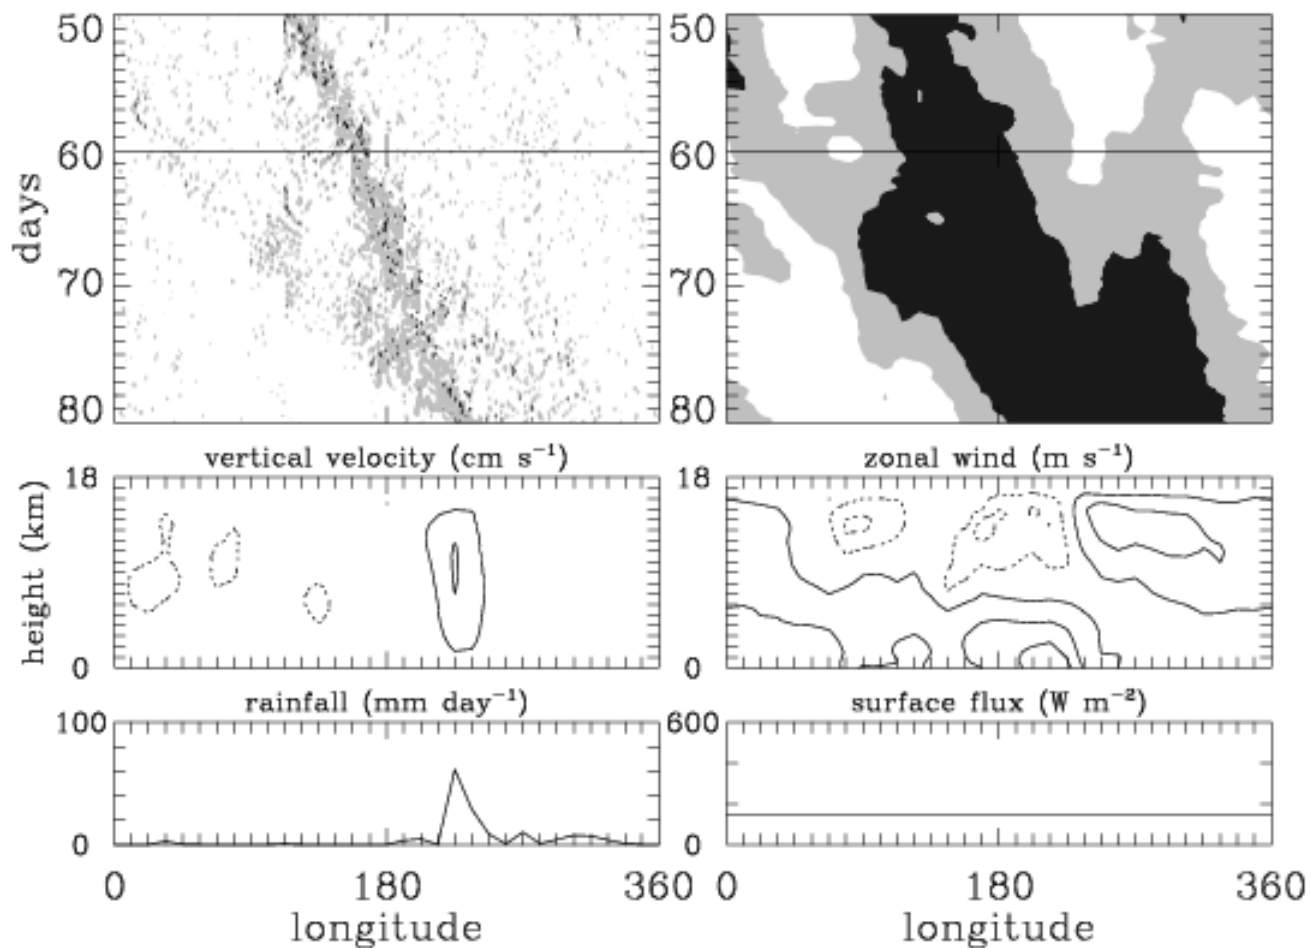 50
50
60
60
days
70
70
80
80
vertical velocity (cm s⁻¹)
zonal wind (m s⁻¹)
18
18
height (km)
0
0
rainfall (mm day⁻¹)
surface flux (W m⁻²)
100
600
0
0
0 180 360
0 180 360
longitude
longitude